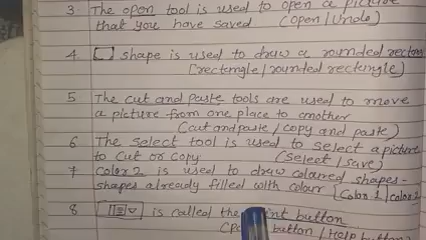 3 The open tool is used to open a picture
that you have saved (open/Undo)
4 shape is used to draw a rounded
[rectangle/rounded rectangle]
5 The cut and paste tools are used to move
a picture from one place to another
(cut and paste / copy and paste)
6 The select tool is used to select a picture
to cut or copy (select/save)
7 Color 2 is used to draw coloured shapes-
shapes already filled with colour [Color 1 / color 2
8 is called the button
button / Help button